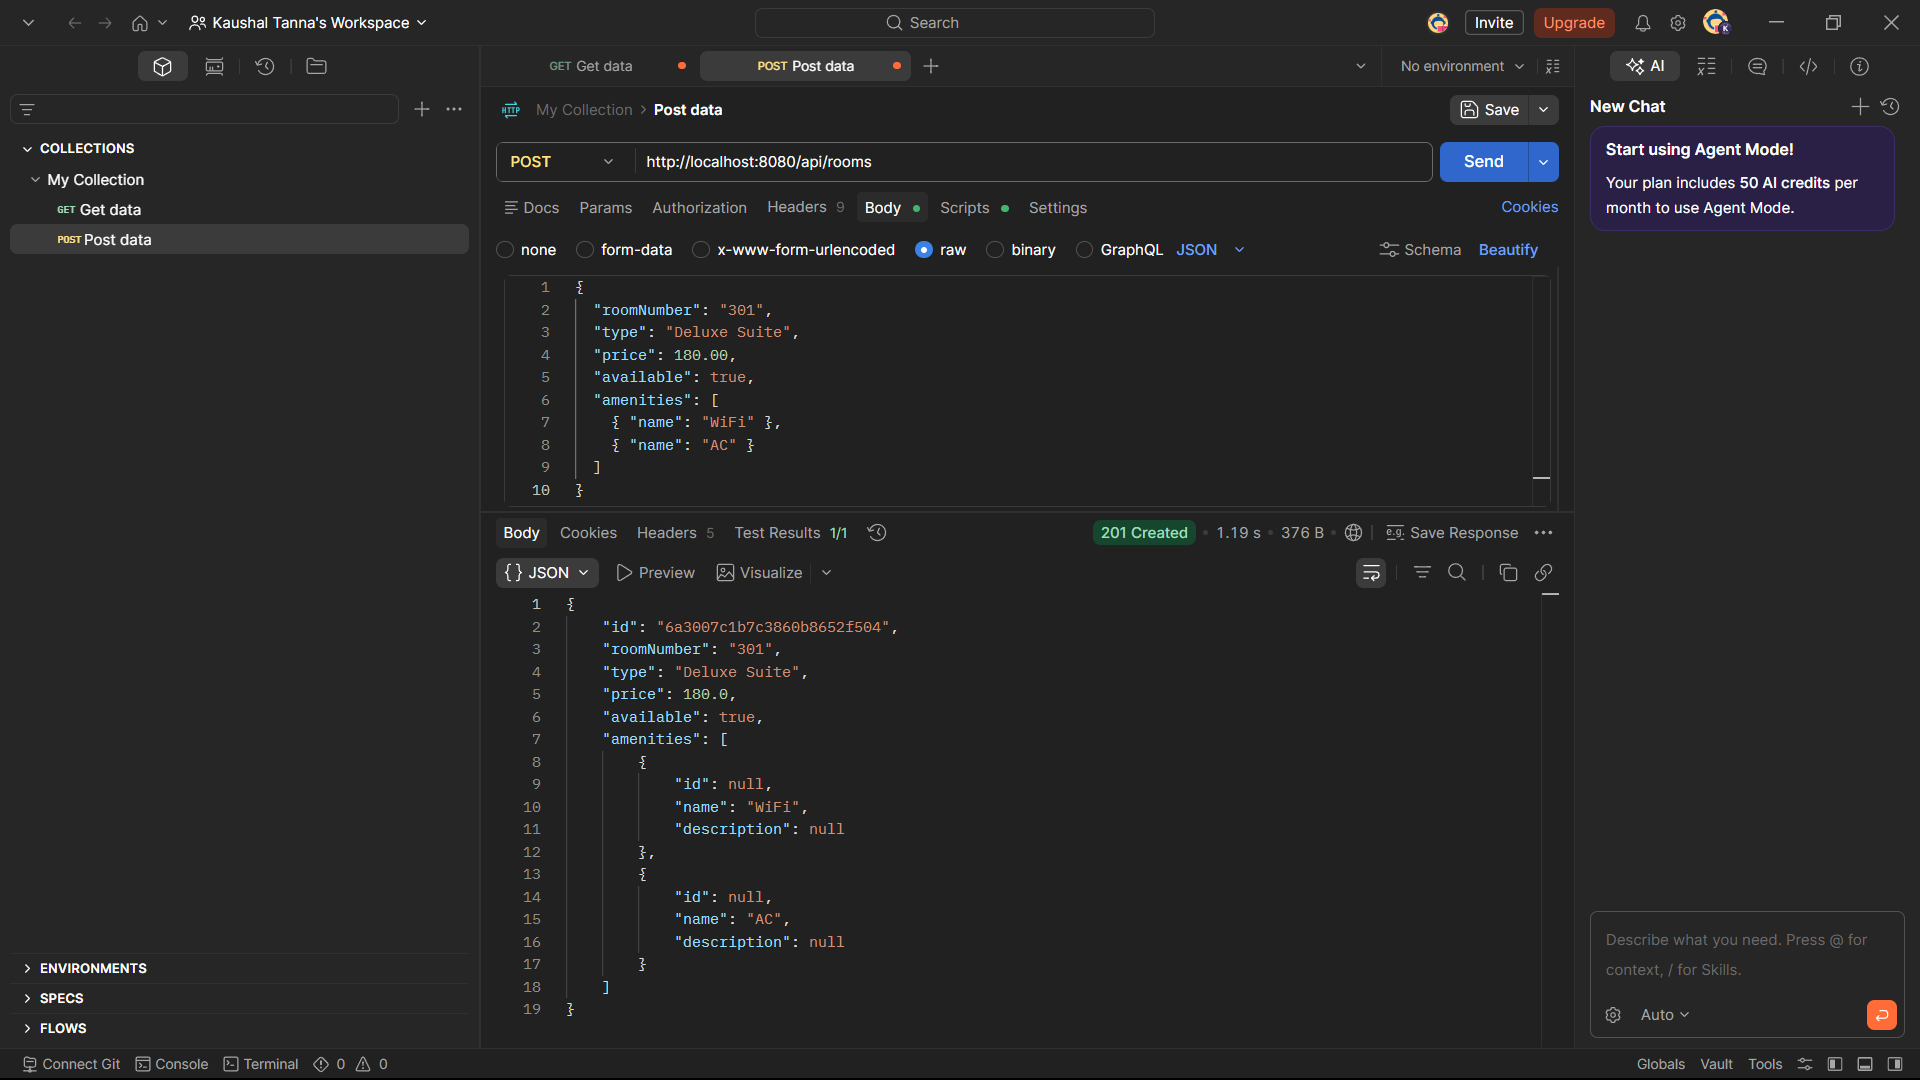 Kaushal Tanna's Workspace
Search
Invite
Upgrade
K
GET Get data
POST Post data
No environment
AI
HTTP My Collection > Post data
Save
New Chat
COLLECTIONS
My Collection
GET Get data
POST Post data
POST
http://localhost:8080/api/rooms
Send
Start using Agent Mode!
Your plan includes 50 AI credits per
month to use Agent Mode.
Docs Params Authorization Headers 9 Body Scripts Settings
Cookies
none form-data x-www-form-urlencoded raw binary GraphQL JSON
Schema Beautify
1 {
2 "roomNumber": "301",
3 "type": "Deluxe Suite",
4 "price": 180.00,
5 "available": true,
6 "amenities": [
7 { "name": "WiFi" },
8 { "name": "AC" }
9 ]
10 }
Body Cookies Headers 5 Test Results 1/1
201 Created • 1.19 s • 376 B • e.g. Save Response
{} JSON Preview Visualize
1 {
2 "id": "6a3007c1b7c3860b8652f504",
3 "roomNumber": "301",
4 "type": "Deluxe Suite",
5 "price": 180.0,
6 "available": true,
7 "amenities": [
8 {
9 "id": null,
10 "name": "WiFi",
11 "description": null
12 },
13 {
14 "id": null,
15 "name": "AC",
16 "description": null
17 }
18 ]
19 }
Describe what you need. Press @ for
context, / for Skills.
Auto
ENVIRONMENTS
SPECS
FLOWS
Connect Git Console Terminal 0 0
Globals Vault Tools